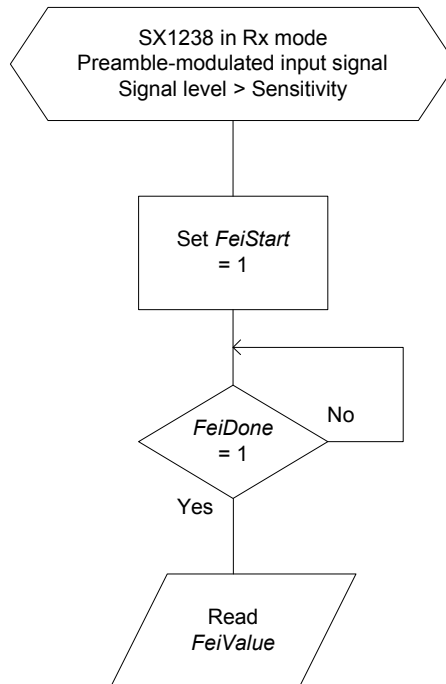 SX1238 in Rx mode
Preamble-modulated input signal
Signal level > Sensitivity
Set FeiStart
= 1
FeiDone
= 1
No
Yes
Read
FeiValue